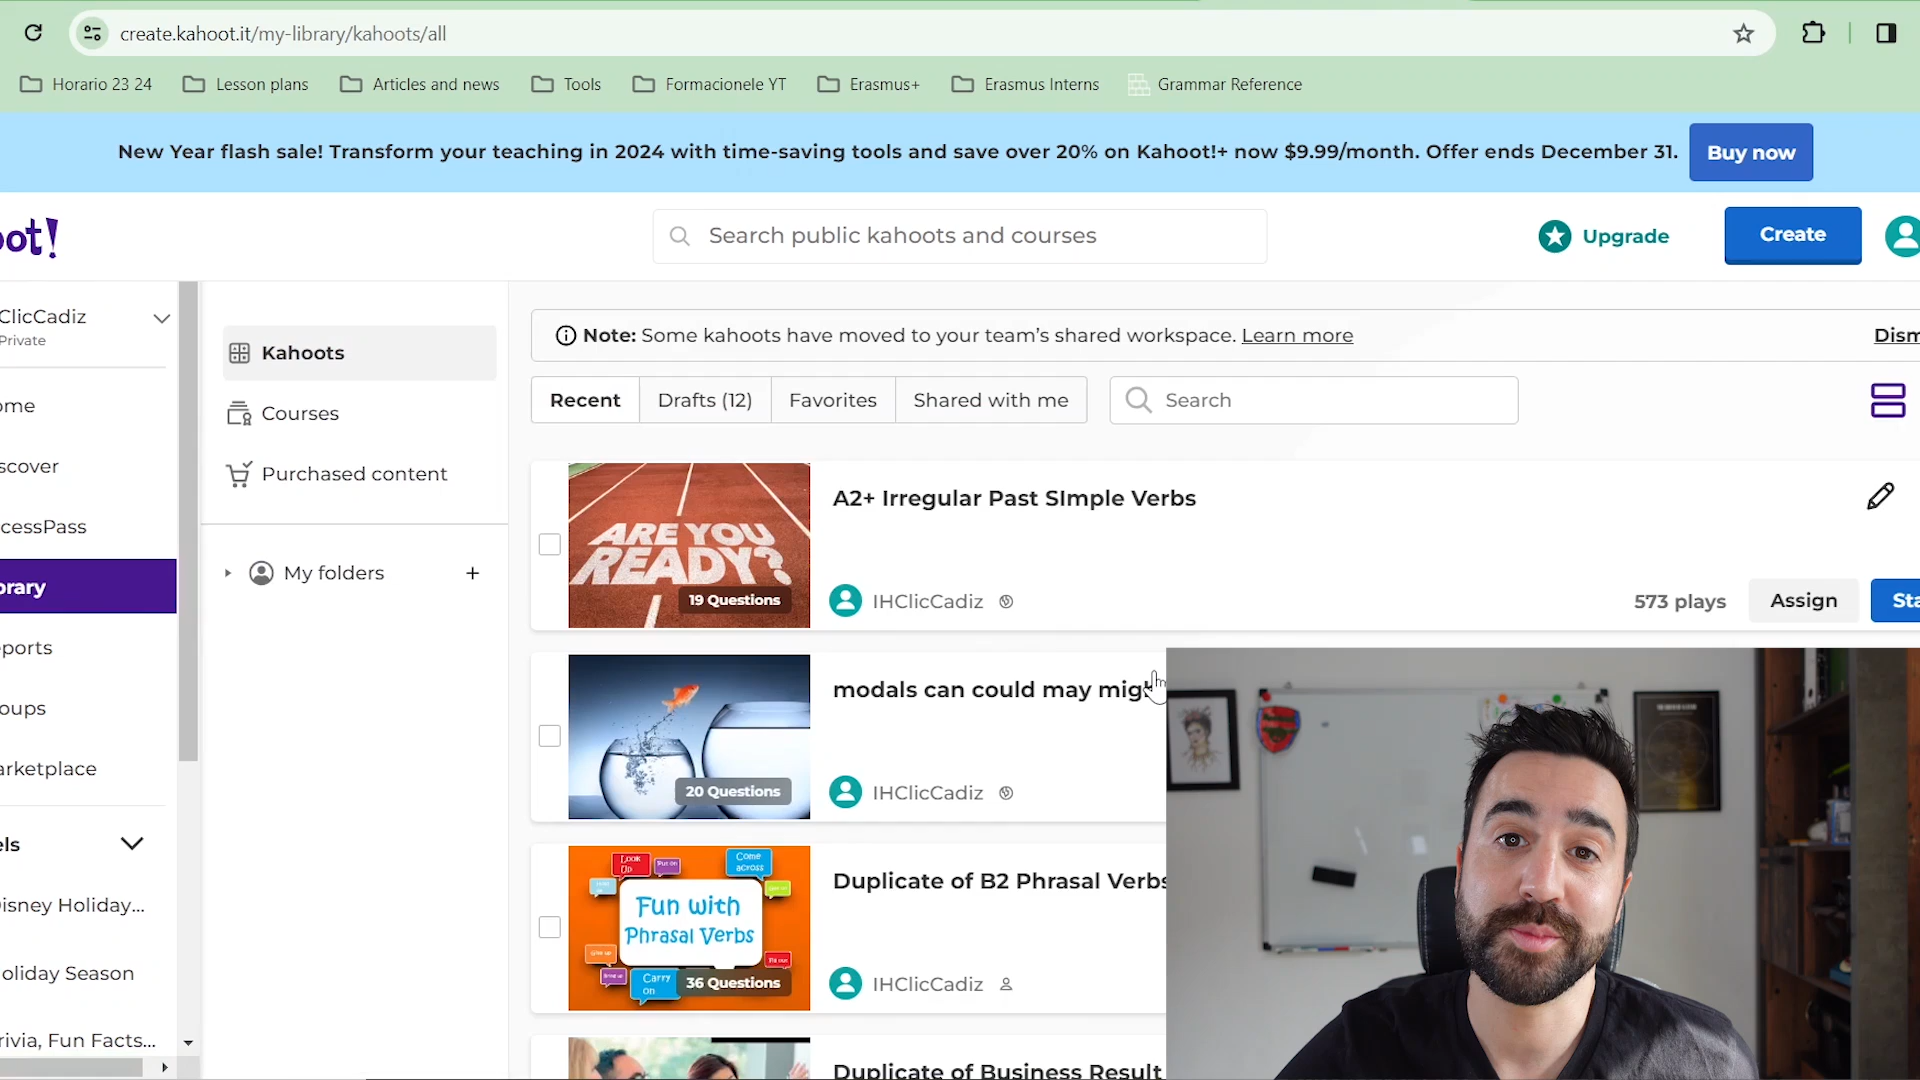 create.kahoot.it/my-library/kahoots/all
Horario 23 24
Lesson plans
Articles and news
Tools
Formacionele YT
Erasmus+
Erasmus Interns
Grammar Reference
New Year flash sale! Transform your teaching in 2024 with time-saving tools and save over 20% on Kahoot!+ now $9.99/month. Offer ends December 31.
Buy now
oot!
Search public kahoots and courses
Upgrade
Create
ClicCadiz
Private
ome
scover
cessPass
brary
ports
oups
arketplace
els
isney Holiday...
oliday Season
rivia, Fun Facts...
Kahoots
Courses
Purchased content
My folders
+
Note: Some kahoots have moved to your team's shared workspace. Learn more
Dism
Recent
Drafts (12)
Favorites
Shared with me
Search
ARE YOU
READY?
19 Questions
A2+ Irregular Past SImple Verbs
IHClicCadiz
573 plays
Assign
Sta
20 Questions
modals can could may migh
IHClicCadiz
Look
Up
Put on
Come
across
Fun with
Phrasal Verbs
Carry
on
36 Questions
Duplicate of B2 Phrasal Verbs
IHClicCadiz
Duplicate of Business Result